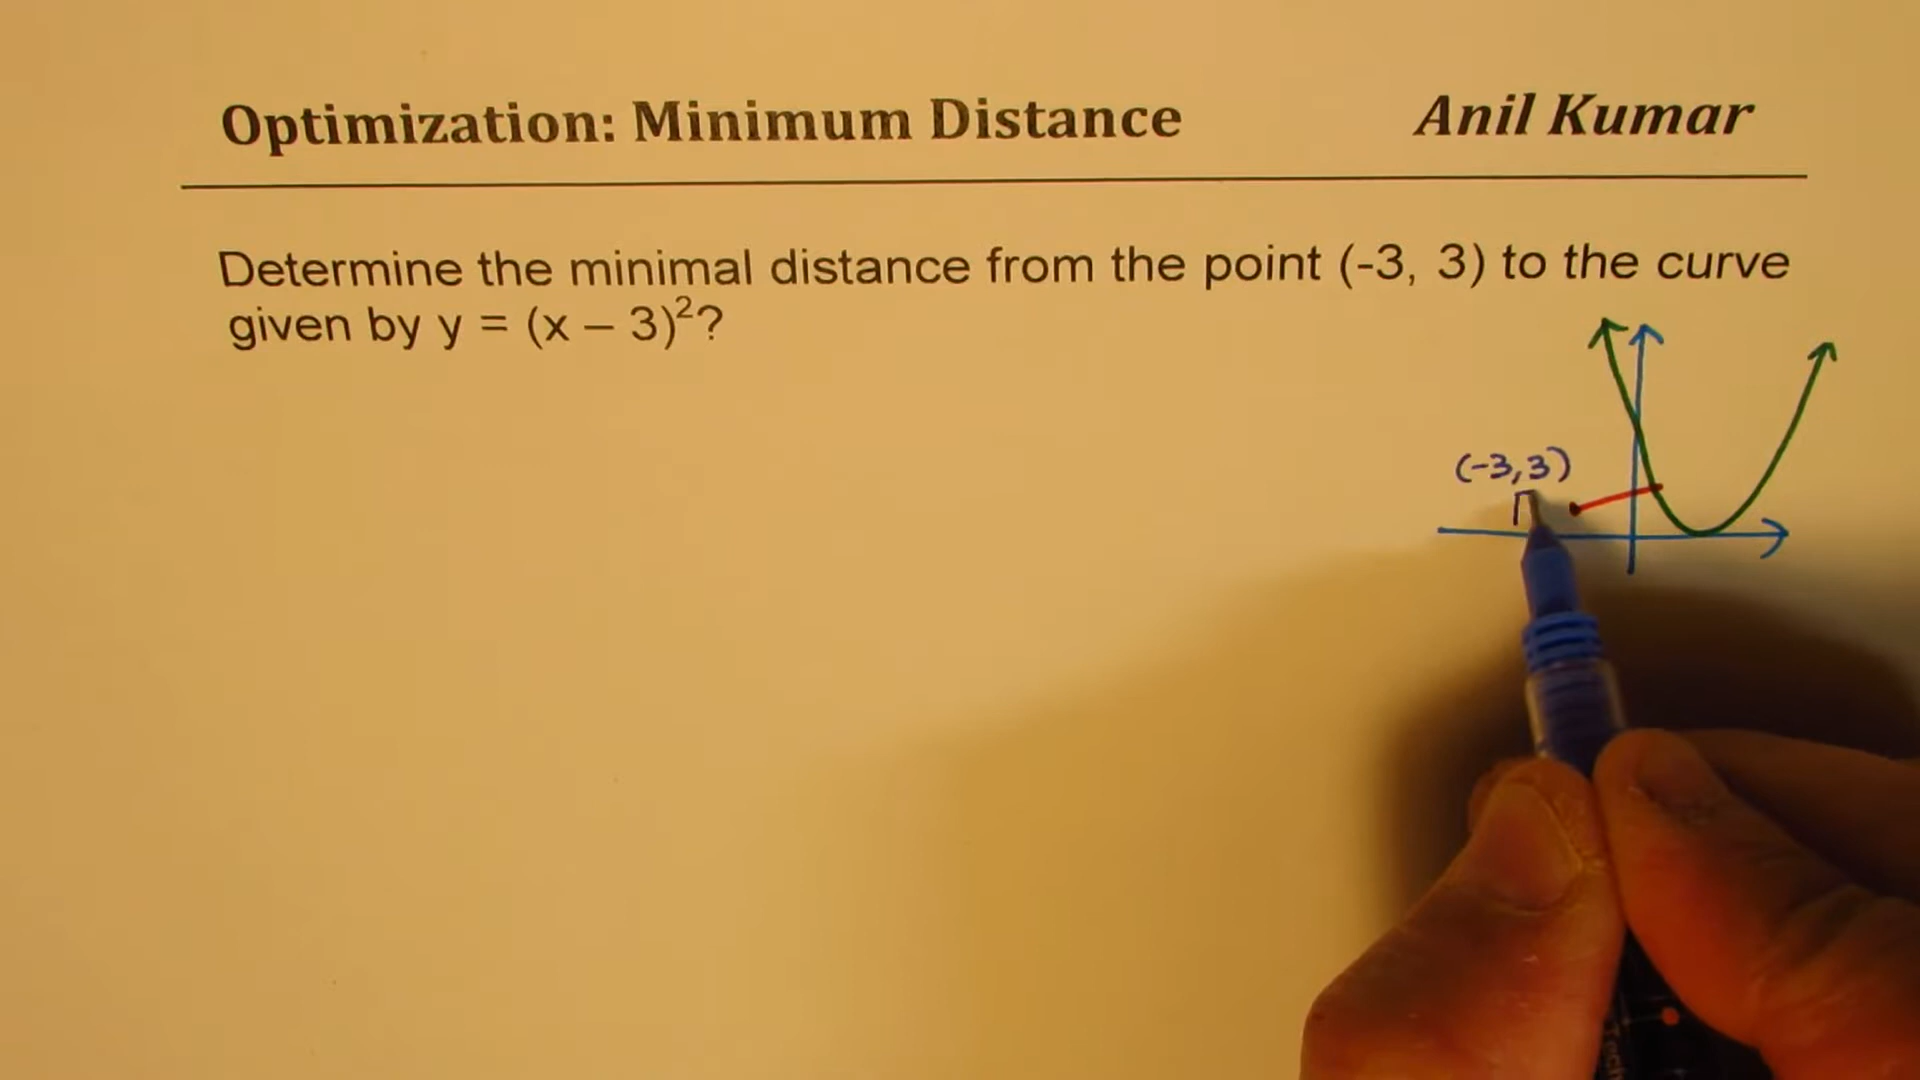 Optimization: Minimum Distance Anil Kumar
Determine the minimal distance from the point (-3, 3) to the curve
given by y = (x – 3)²?
(-3,3)